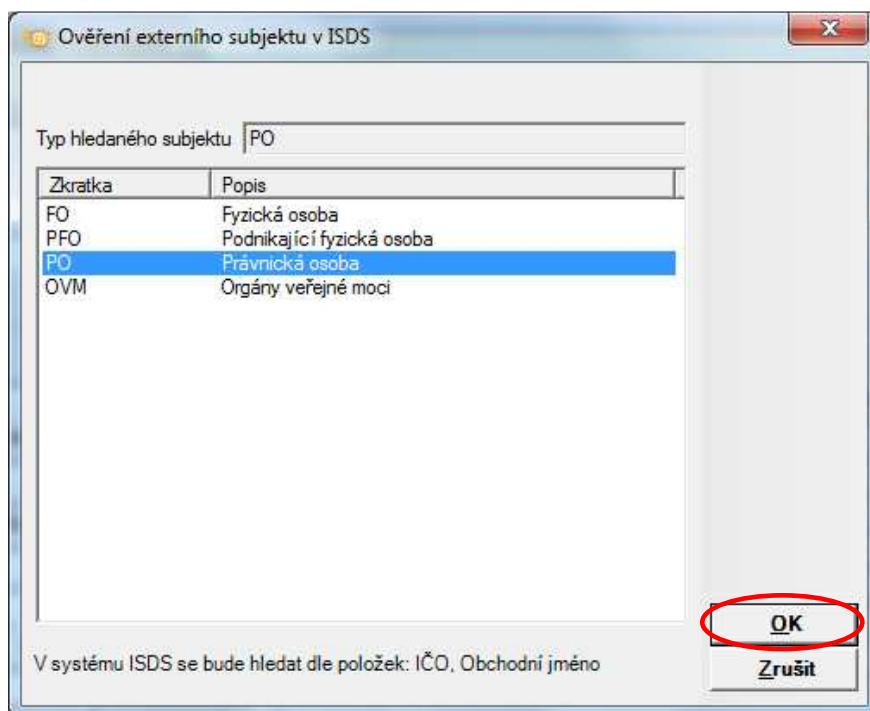 Ověření externího subjektu v ISDS
Typ hledaného subjektu PO
Zkratka Popis
FO Fyzická osoba
PFO Podnikající fyzická osoba
PO Právnická osoba
OVM Orgány veřejné moci
OK
V systému ISDS se bude hledat dle položek: IČO, Obchodní jméno
Zrušit